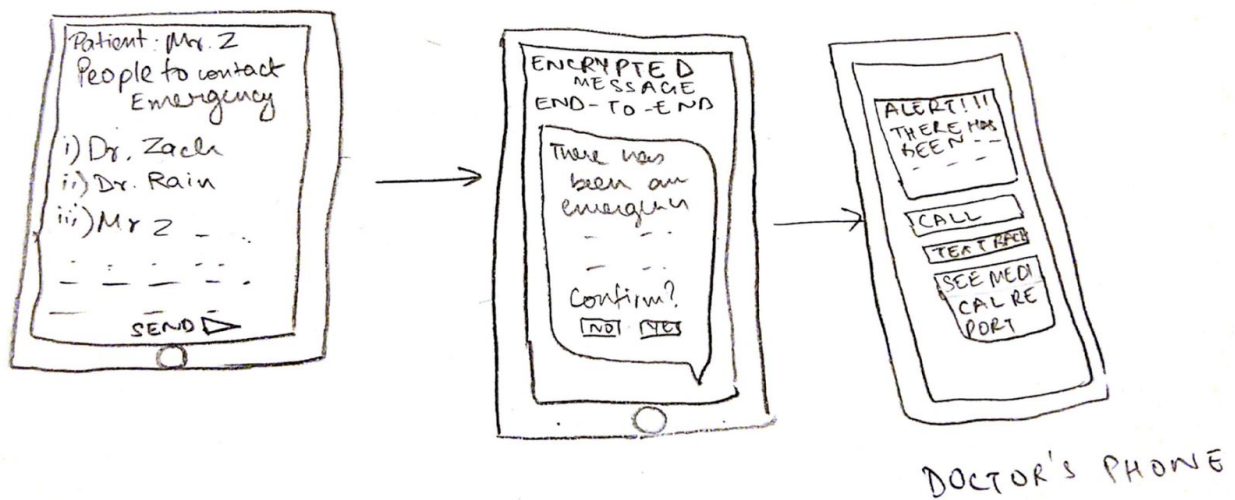 Patient: Mr. Z
People to contact
Emergency
i) Dr. Zach
ii) Dr. Rain
iii) Mr Z
SEND
ENCRYPTED
MESSAGE
END-TO-END
There has
been an
emergency
Confirm?
NO YES
ALERT!!!
THERE HAS
BEEN
CALL
TEXT BACK
SEE MEDI
CAL RE
PORT
DOCTOR'S PHONE